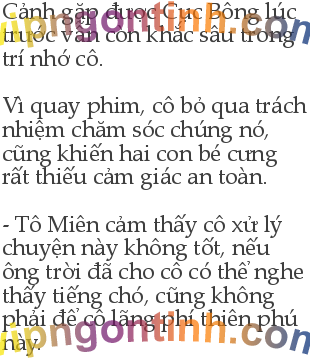 Cảnh gặp được Cục Bông lúc
trước vẫn còn khắc sâu trong
trí nhớ cô.
Vì quay phim, cô bỏ qua trách
nhiệm chăm sóc chúng nó,
cũng khiến hai con bé cưng
rất thiếu cảm giác an toàn.
- Tô Miên cảm thấy cô xử lý
chuyện này không tốt, nếu
ông trời đã cho cô có thể nghe
thấy tiếng chó, cũng không
phải để cô lãng phí thiên phú
này.